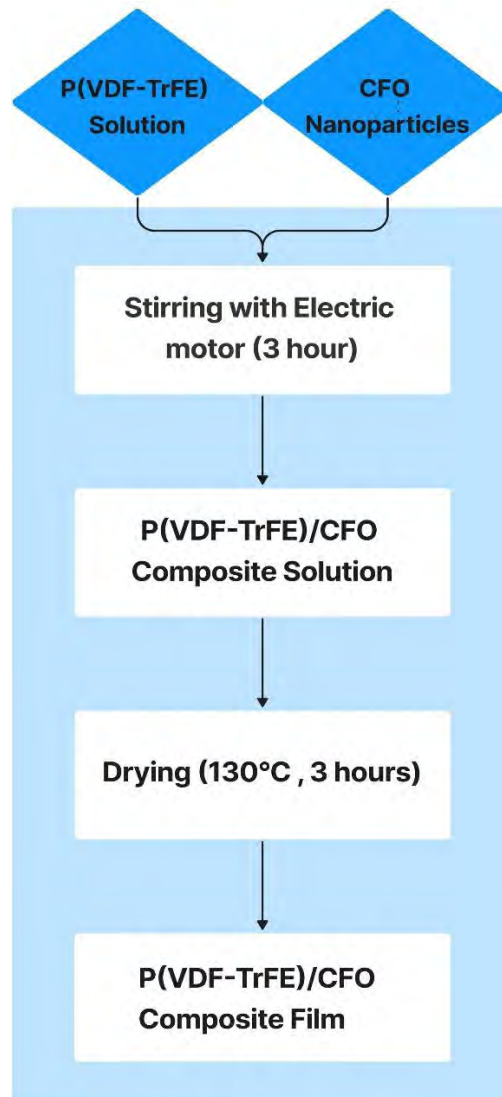 P(VDF-TrFE)
Solution
CFO
Nanoparticles
Stirring with Electric
motor (3 hour)
P(VDF-TrFE)/CFO
Composite Solution
Drying (130°C , 3 hours)
P(VDF-TrFE)/CFO
Composite Film